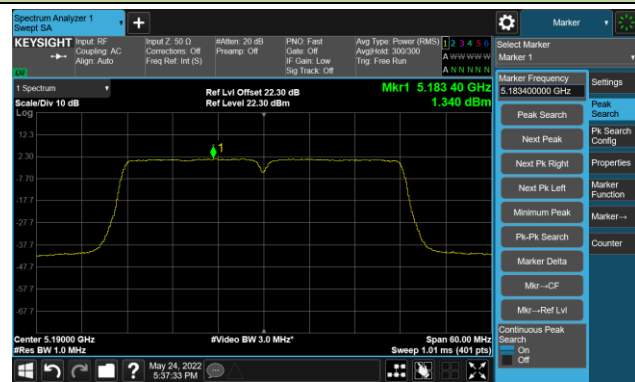 Spectrum Analyzer 1
Swept SA
+
Marker
KEYSIGHT
Input: RF
Coupling: AC
Align: Auto
Input Z: 50 Ω
Corrections: Off
Freq Ref: Int (S)
#Atten: 20 dB
Preamp: Off
PNO: Fast
Gate: Off
IF Gain: Low
Sig Track: Off
Avg Type: Power (RMS)
Avg|Hold: 300/300
Trig: Free Run
1 2 3 4 5 6
A W W W W W
A N N N N N
LV
Select Marker
Marker 1
1 Spectrum
Scale/Div 10 dB
Log
Ref Lvl Offset 22.30 dB
Ref Level 22.30 dBm
Mkr1 5.183 40 GHz
1.340 dBm
1
12.3
2.30
-7.70
-17.7
-27.7
-37.7
-47.7
-57.7
-67.7
Center 5.19000 GHz
#Res BW 1.0 MHz
#Video BW 3.0 MHz*
Span 60.00 MHz
Sweep 1.01 ms (401 pts)
Marker Frequency
5.183400000 GHz
Peak Search
Next Peak
Next Pk Right
Next Pk Left
Minimum Peak
Pk-Pk Search
Marker Delta
Mkr→CF
Mkr→Ref Lvl
Continuous Peak
Search
On
Off
Settings
Peak
Search
Pk Search
Config
Properties
Marker
Function
Marker→
Counter
?
May 24, 2022
5:37:33 PM